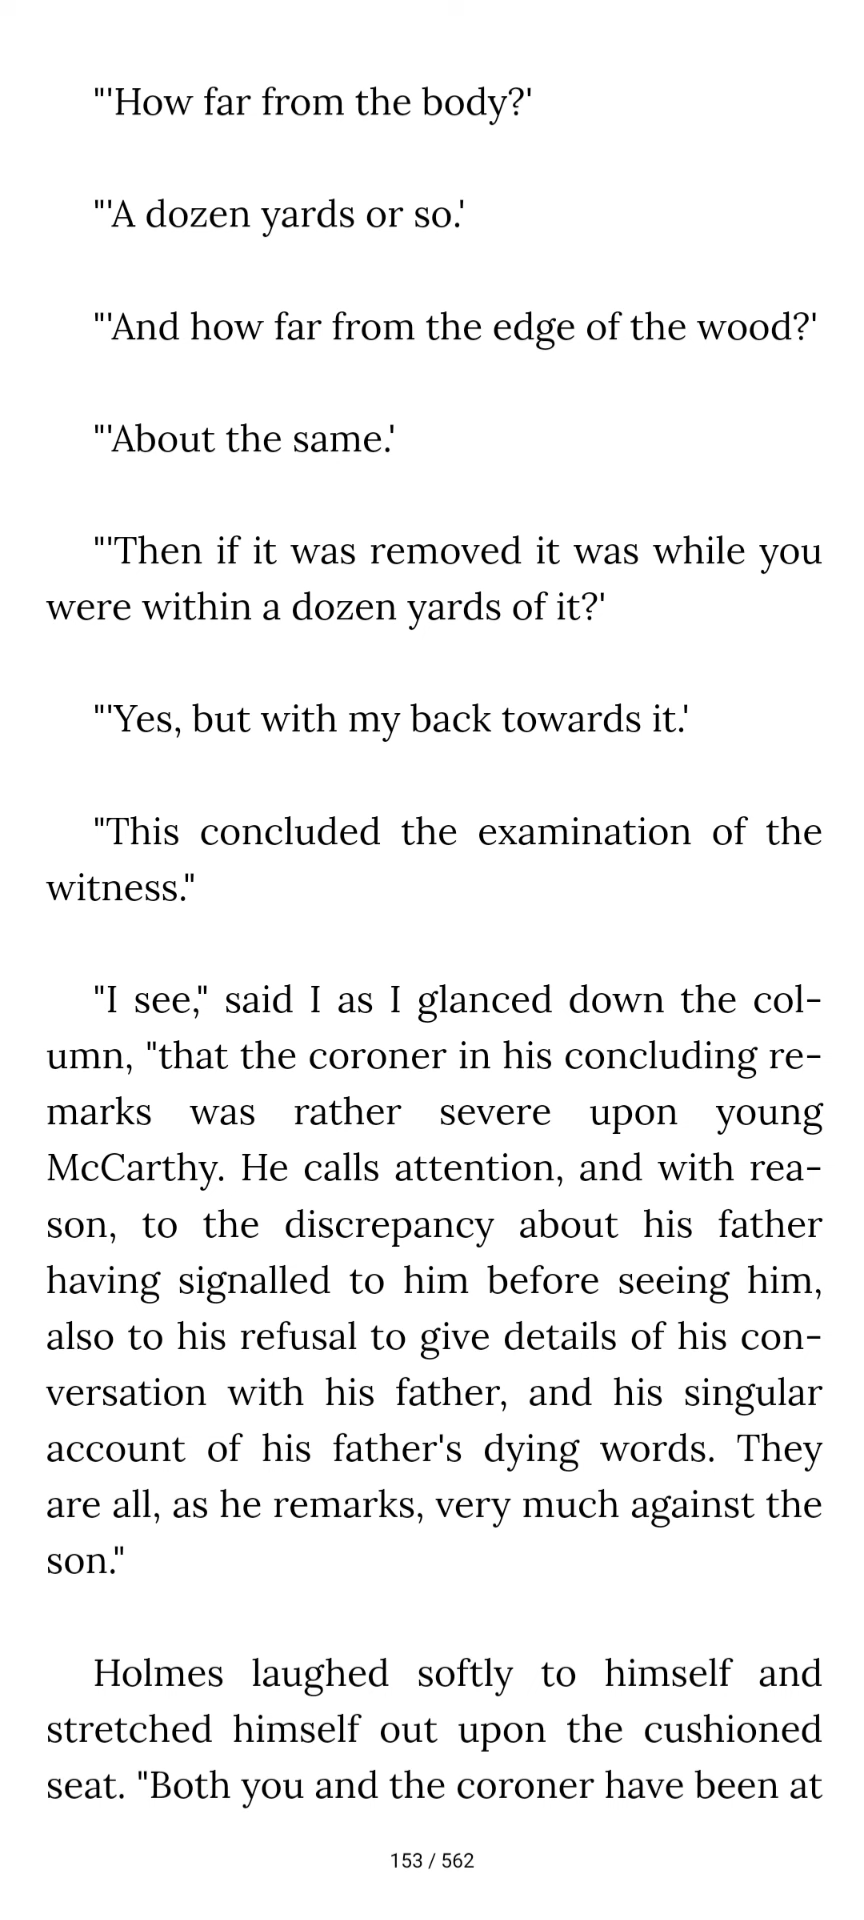 "'How far from the body?'
"'A dozen yards or so.'
"'And how far from the edge of the wood?'
"'About the same.'
"'Then if it was removed it was while you
were within a dozen yards of it?'
"'Yes, but with my back towards it.'
"This concluded the examination of the
witness."
"I see," said I as I glanced down the col-
umn, "that the coroner in his concluding re-
marks was rather severe upon young
McCarthy. He calls attention, and with rea-
son, to the discrepancy about his father
having signalled to him before seeing him,
also to his refusal to give details of his con-
versation with his father, and his singular
account of his father's dying words. They
are all, as he remarks, very much against the
son."
Holmes laughed softly to himself and
stretched himself out upon the cushioned
seat. "Both you and the coroner have been at
153 / 562